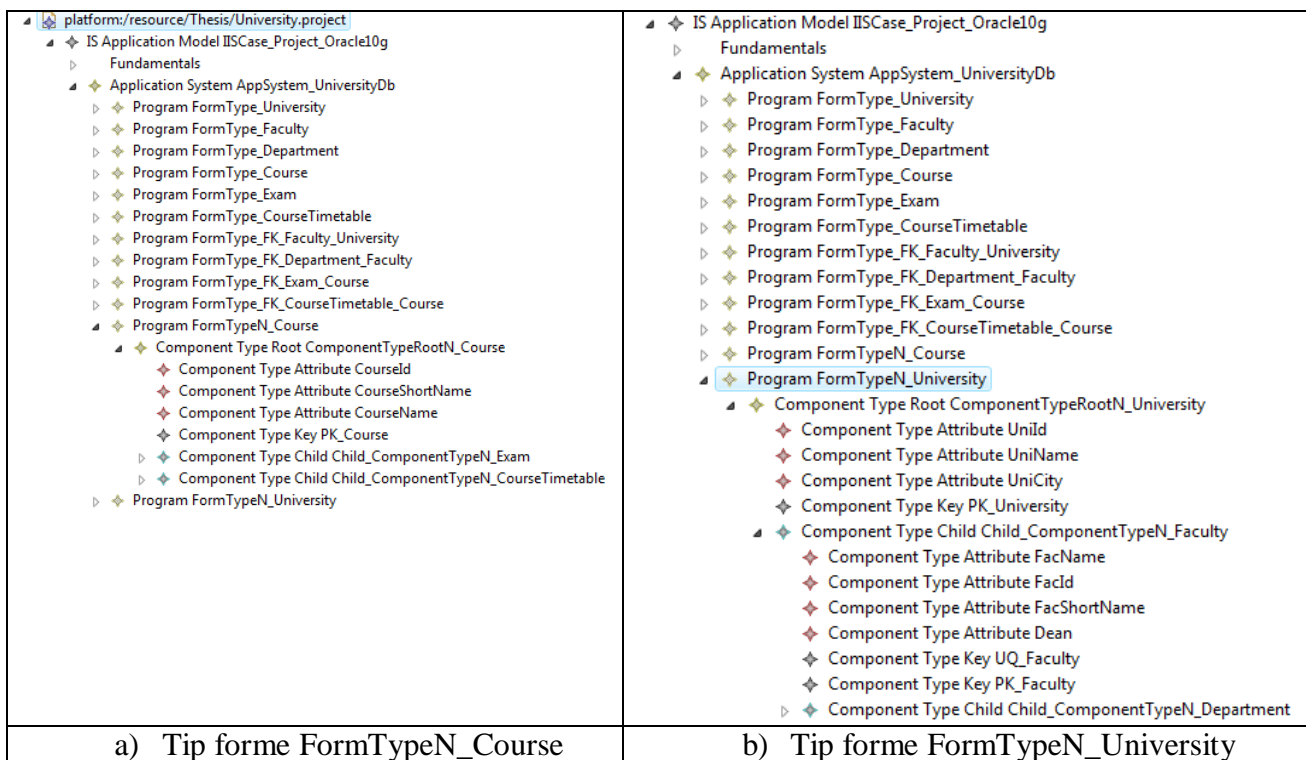 platform:/resource/Thesis/University.project
IS Application Model IISCase_Project_Oracle10g
Fundamentals
Application System AppSystem_UniversityDb
Program FormType_University
Program FormType_Faculty
Program FormType_Department
Program FormType_Course
Program FormType_Exam
Program FormType_CourseTimetable
Program FormType_FK_Faculty_University
Program FormType_FK_Department_Faculty
Program FormType_FK_Exam_Course
Program FormType_FK_CourseTimetable_Course
Program FormTypeN_Course
Component Type Root ComponentTypeRootN_Course
Component Type Attribute CourseId
Component Type Attribute CourseShortName
Component Type Attribute CourseName
Component Type Key PK_Course
Component Type Child Child_ComponentTypeN_Exam
Component Type Child Child_ComponentTypeN_CourseTimetable
Program FormTypeN_University
a) Tip forme FormTypeN_Course
IS Application Model IISCase_Project_Oracle10g
Fundamentals
Application System AppSystem_UniversityDb
Program FormType_University
Program FormType_Faculty
Program FormType_Department
Program FormType_Course
Program FormType_Exam
Program FormType_CourseTimetable
Program FormType_FK_Faculty_University
Program FormType_FK_Department_Faculty
Program FormType_FK_Exam_Course
Program FormType_FK_CourseTimetable_Course
Program FormTypeN_Course
Program FormTypeN_University
Component Type Root ComponentTypeRootN_University
Component Type Attribute UniId
Component Type Attribute UniName
Component Type Attribute UniCity
Component Type Key PK_University
Component Type Child Child_ComponentTypeN_Faculty
Component Type Attribute FacName
Component Type Attribute FacId
Component Type Attribute FacShortName
Component Type Attribute Dean
Component Type Key UQ_Faculty
Component Type Key PK_Faculty
Component Type Child Child_ComponentTypeN_Department
b) Tip forme FormTypeN_University